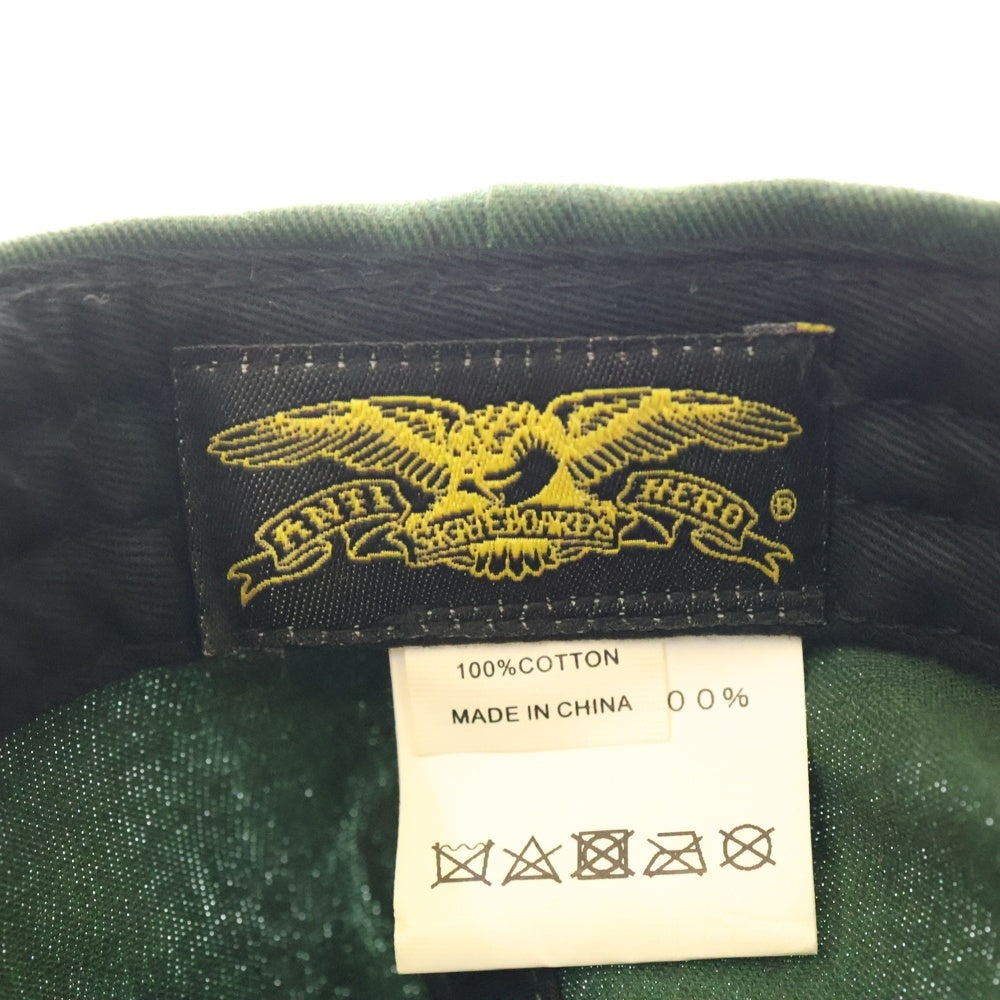 ANTI HERO ®
SKATEBOARDS
100%COTTON
MADE IN CHINA
00%